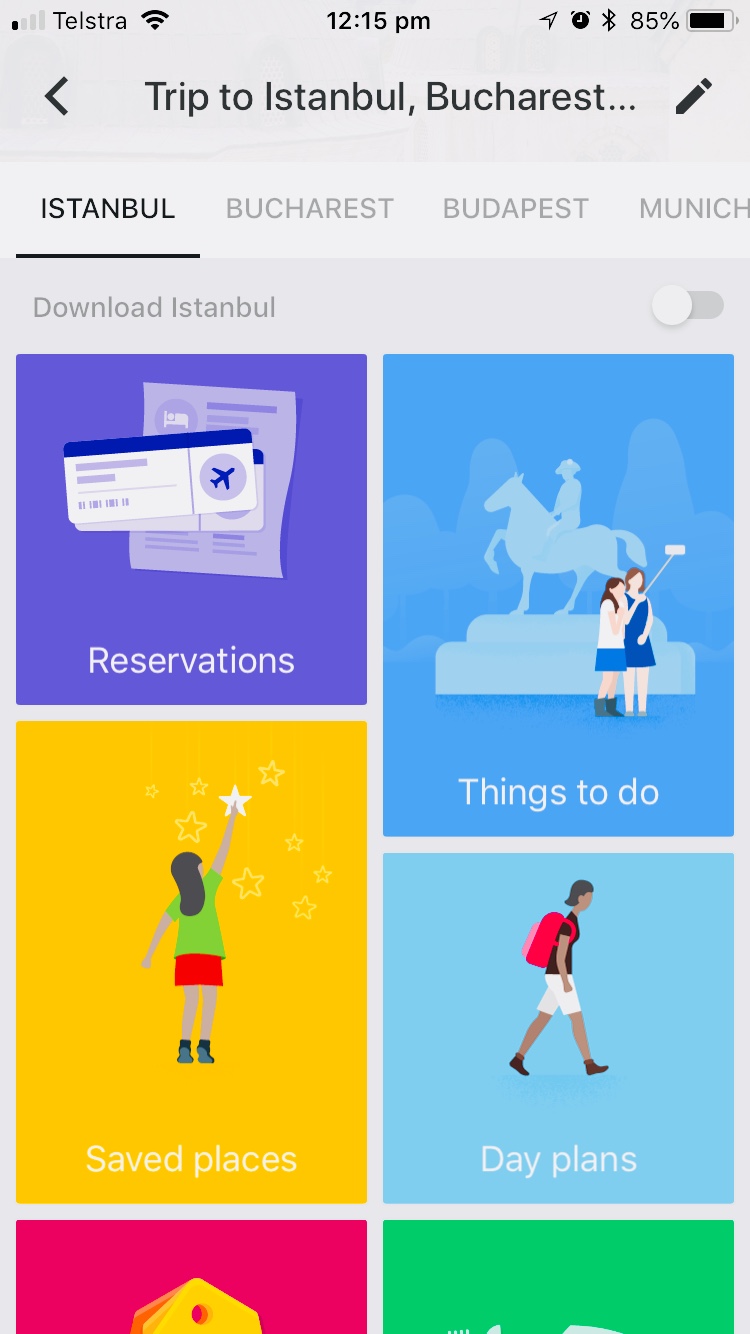 Telstra 12:15 pm 85%
Trip to Istanbul, Bucharest...
ISTANBUL BUCHAREST BUDAPEST MUNICH
Download Istanbul
Reservations
Things to do
Saved places
Day plans